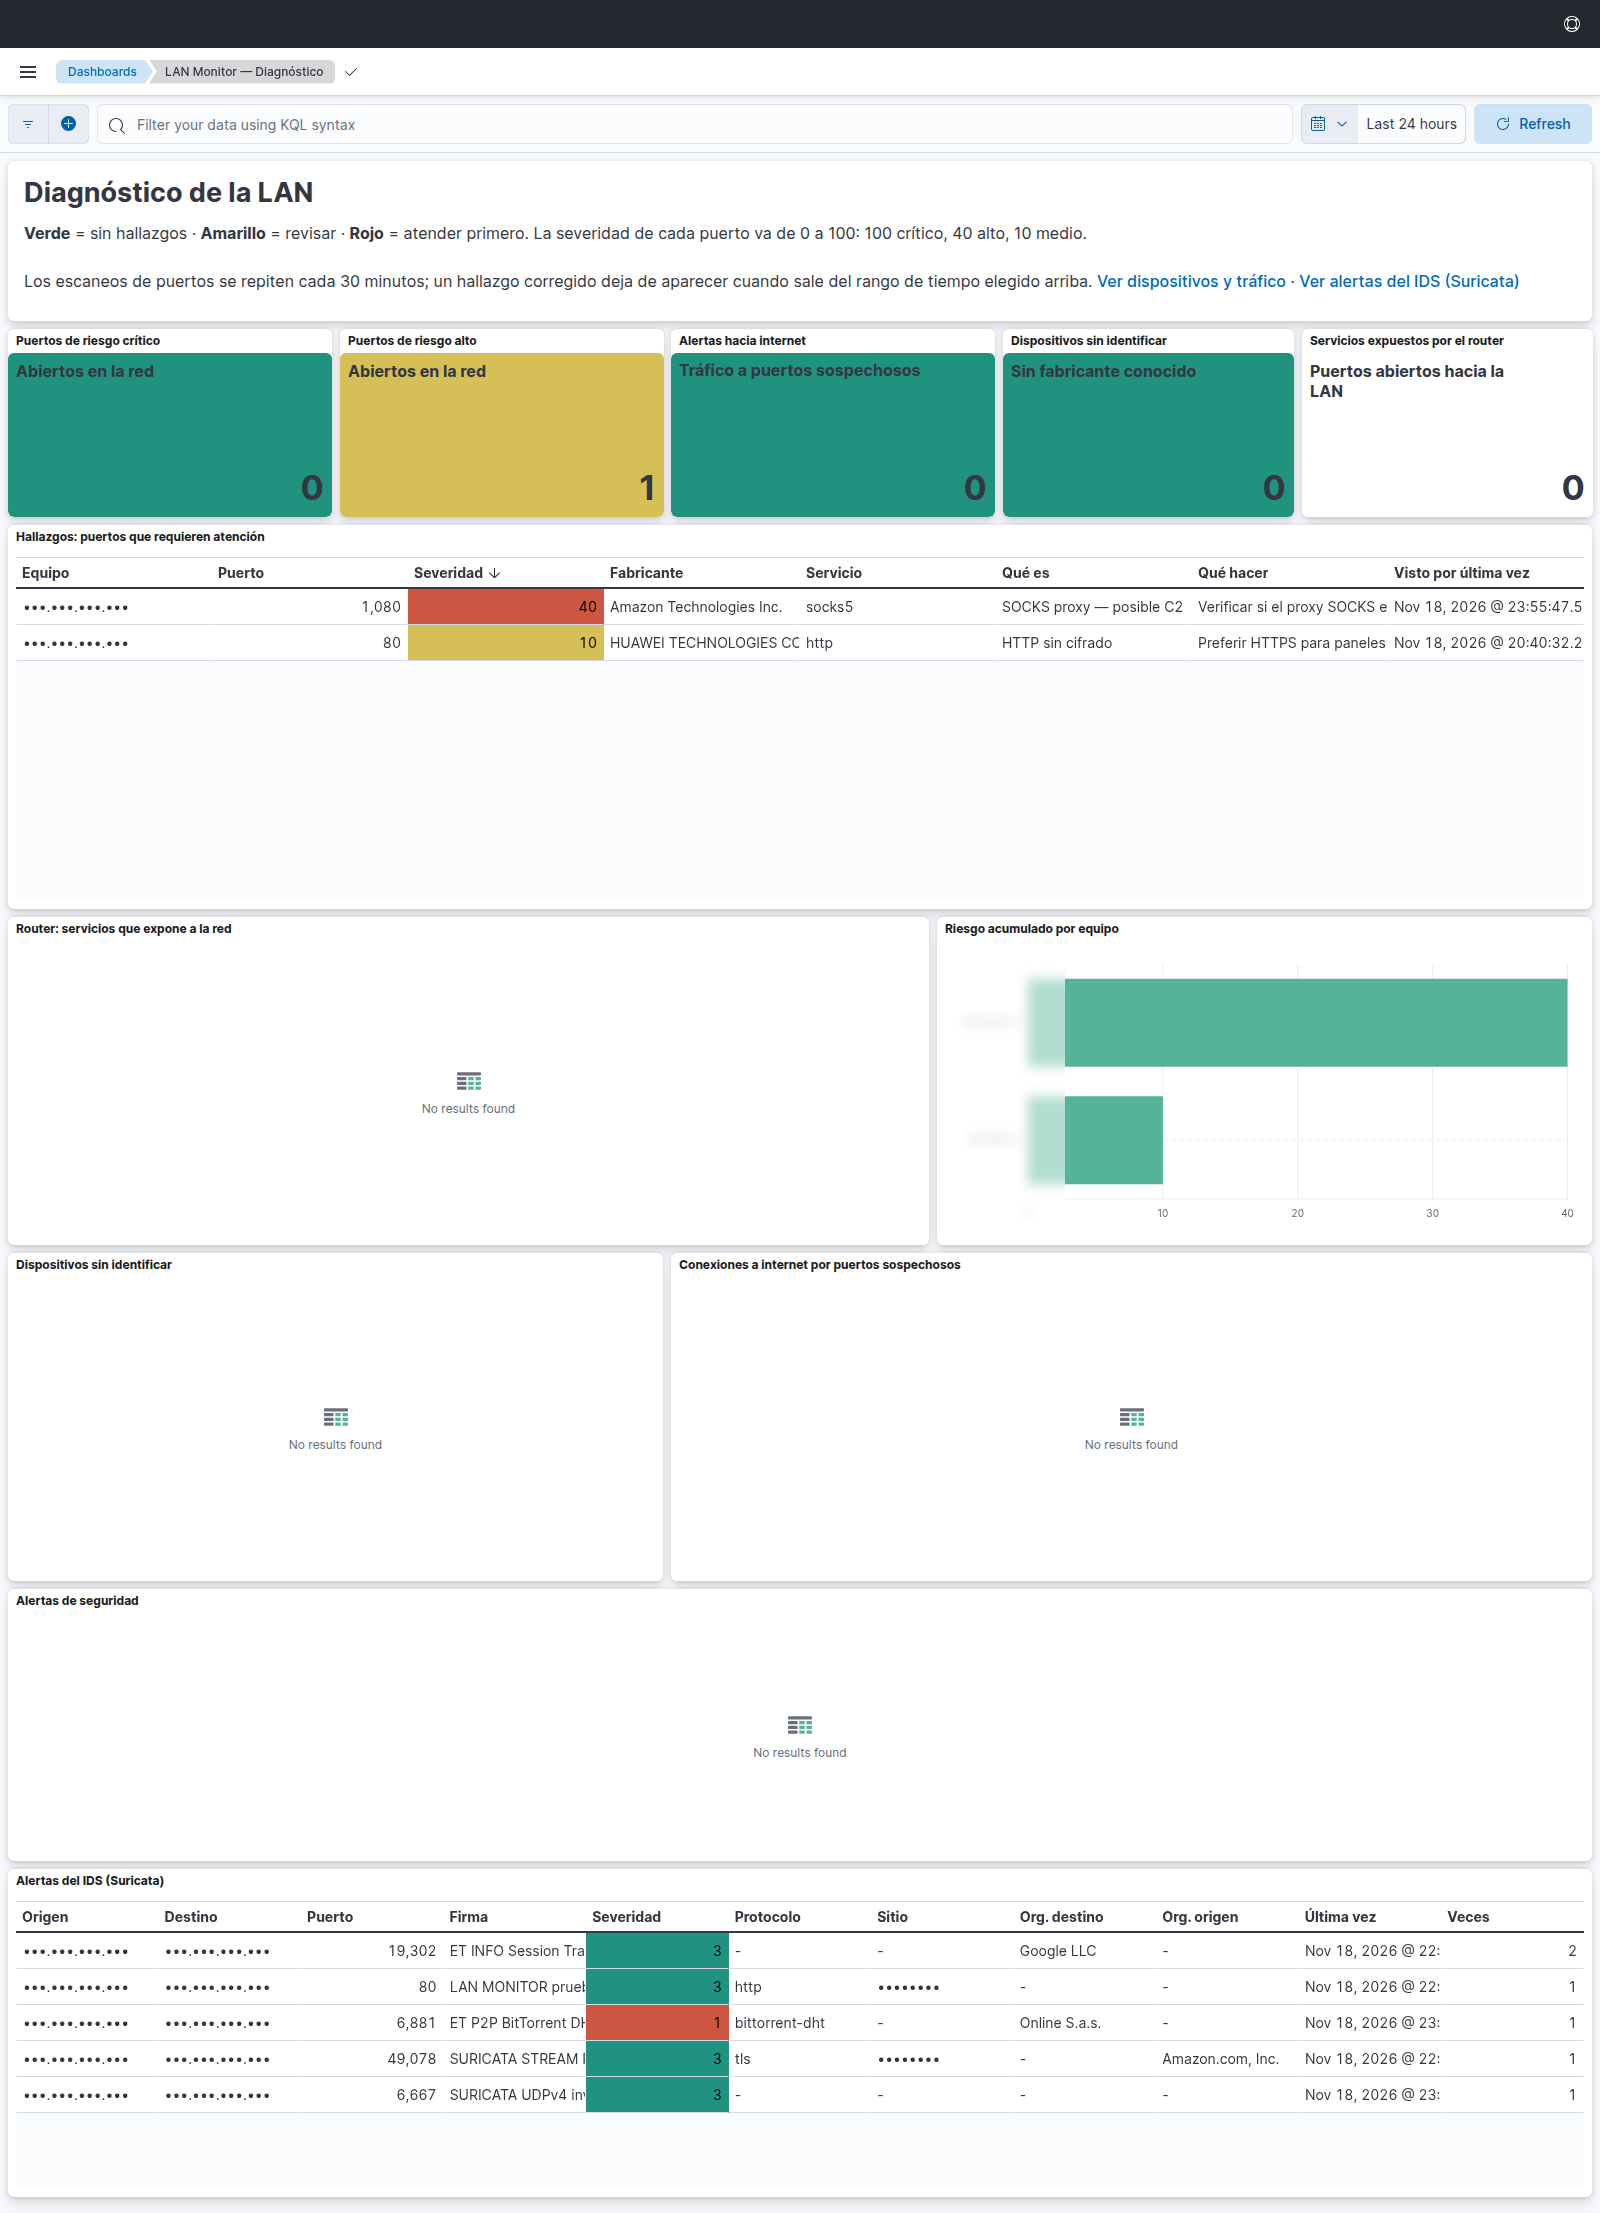 Dashboards
LAN Monitor — Diagnóstico
Filter your data using KQL syntax
Last 24 hours
Refresh
Diagnóstico de la LAN
Verde = sin hallazgos · Amarillo = revisar · Rojo = atender primero. La severidad de cada puerto va de 0 a 100: 100 crítico, 40 alto, 10 medio.
Los escaneos de puertos se repiten cada 30 minutos; un hallazgo corregido deja de aparecer cuando sale del rango de tiempo elegido arriba. Ver dispositivos y tráfico · Ver alertas del IDS (Suricata)
Puertos de riesgo crítico
Abiertos en la red
0
Puertos de riesgo alto
Abiertos en la red
1
Alertas hacia internet
Tráfico a puertos sospechosos
0
Dispositivos sin identificar
Sin fabricante conocido
0
Servicios expuestos por el router
Puertos abiertos hacia la
LAN
0
Hallazgos: puertos que requieren atención
Equipo Puerto Severidad Fabricante Servicio Qué es Qué hacer Visto por última vez
•••.•••.•••.••• 1,080 40 Amazon Technologies Inc. socks5 SOCKS proxy — posible C2 Verificar si el proxy SOCKS e Nov 18, 2026 @ 23:55:47.5
•••.•••.•••.••• 80 10 HUAWEI TECHNOLOGIES CC http HTTP sin cifrado Preferir HTTPS para paneles Nov 18, 2026 @ 20:40:32.2
Router: servicios que expone a la red
No results found
Riesgo acumulado por equipo
10 20 30 40
Dispositivos sin identificar
No results found
Conexiones a internet por puertos sospechosos
No results found
Alertas de seguridad
No results found
Alertas del IDS (Suricata)
Origen Destino Puerto Firma Severidad Protocolo Sitio Org. destino Org. origen Última vez Veces
•••.•••.•••.••• •••.•••.•••.••• 19,302 ET INFO Session Tra 3 - - Google LLC - Nov 18, 2026 @ 22: 2
•••.•••.•••.••• •••.•••.•••.••• 80 LAN MONITOR prueb 3 http •••••••• - - Nov 18, 2026 @ 22: 1
•••.•••.•••.••• •••.•••.•••.••• 6,881 ET P2P BitTorrent DH 1 bittorrent-dht - Online S.a.s. - Nov 18, 2026 @ 23: 1
•••.•••.•••.••• •••.•••.•••.••• 49,078 SURICATA STREAM 3 tls •••••••• - Amazon.com, Inc. Nov 18, 2026 @ 22: 1
•••.•••.•••.••• •••.•••.•••.••• 6,667 SURICATA UDPv4 inv 3 - - - - Nov 18, 2026 @ 23: 1